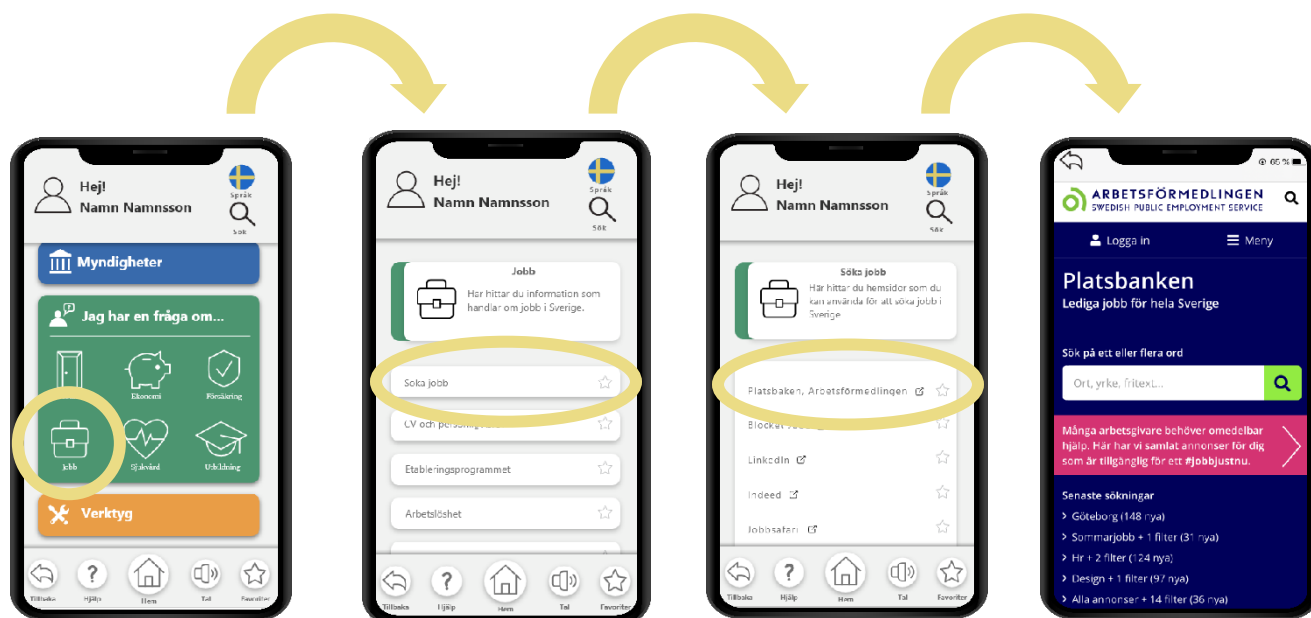 Hej!
Namn Namnsson
Språk
Sök
Myndigheter
Jag har en fråga om...
Ekonomi
Försäkring
Jobb
Sjukvård
Utbildning
Verktyg
Tillbaka
Hjälp
Hem
Tal
Favoriter
Hej!
Namn Namnsson
Språk
Sök
Jobb
Har hittar du information som
handlar om jobb i Sverige.
Soka jobb
CV och
Etableringsprogrammet
Arbetslöshet
Tillbaka
Hjälp
Hem
Tal
Favoriter
Hej!
Namn Namnsson
Språk
Sök
Söka jobb
Här hittar du hemsidor som du
kan använda för att söka jobb i
Sverige
Platsbaken, Arbetsförmedlingen
Blocket
LinkedIn
Indeed
Jobbsafari
Tillbaka
Hjälp
Hem
Tal
Favoriter
65 %
ARBETSFÖRMEDLINGEN
SWEDISH PUBLIC EMPLOYMENT SERVICE
Logga in
Meny
Platsbanken
Lediga jobb för hela Sverige
Sök på ett eller flera ord
Ort, yrke, fritext...
Många arbetsgivare behöver omedelbar
hjälp. Här har vi samlat annonser för dig
som är tillgänglig för ett #jobbjustnu.
Senaste sökningar
> Göteborg (148 nya)
> Sommarjobb + 1 filter (31 nya)
> Hr + 2 filter (124 nya)
> Design + 1 filter (97 nya)
> Alla annonser + 14 filter (36 nya)